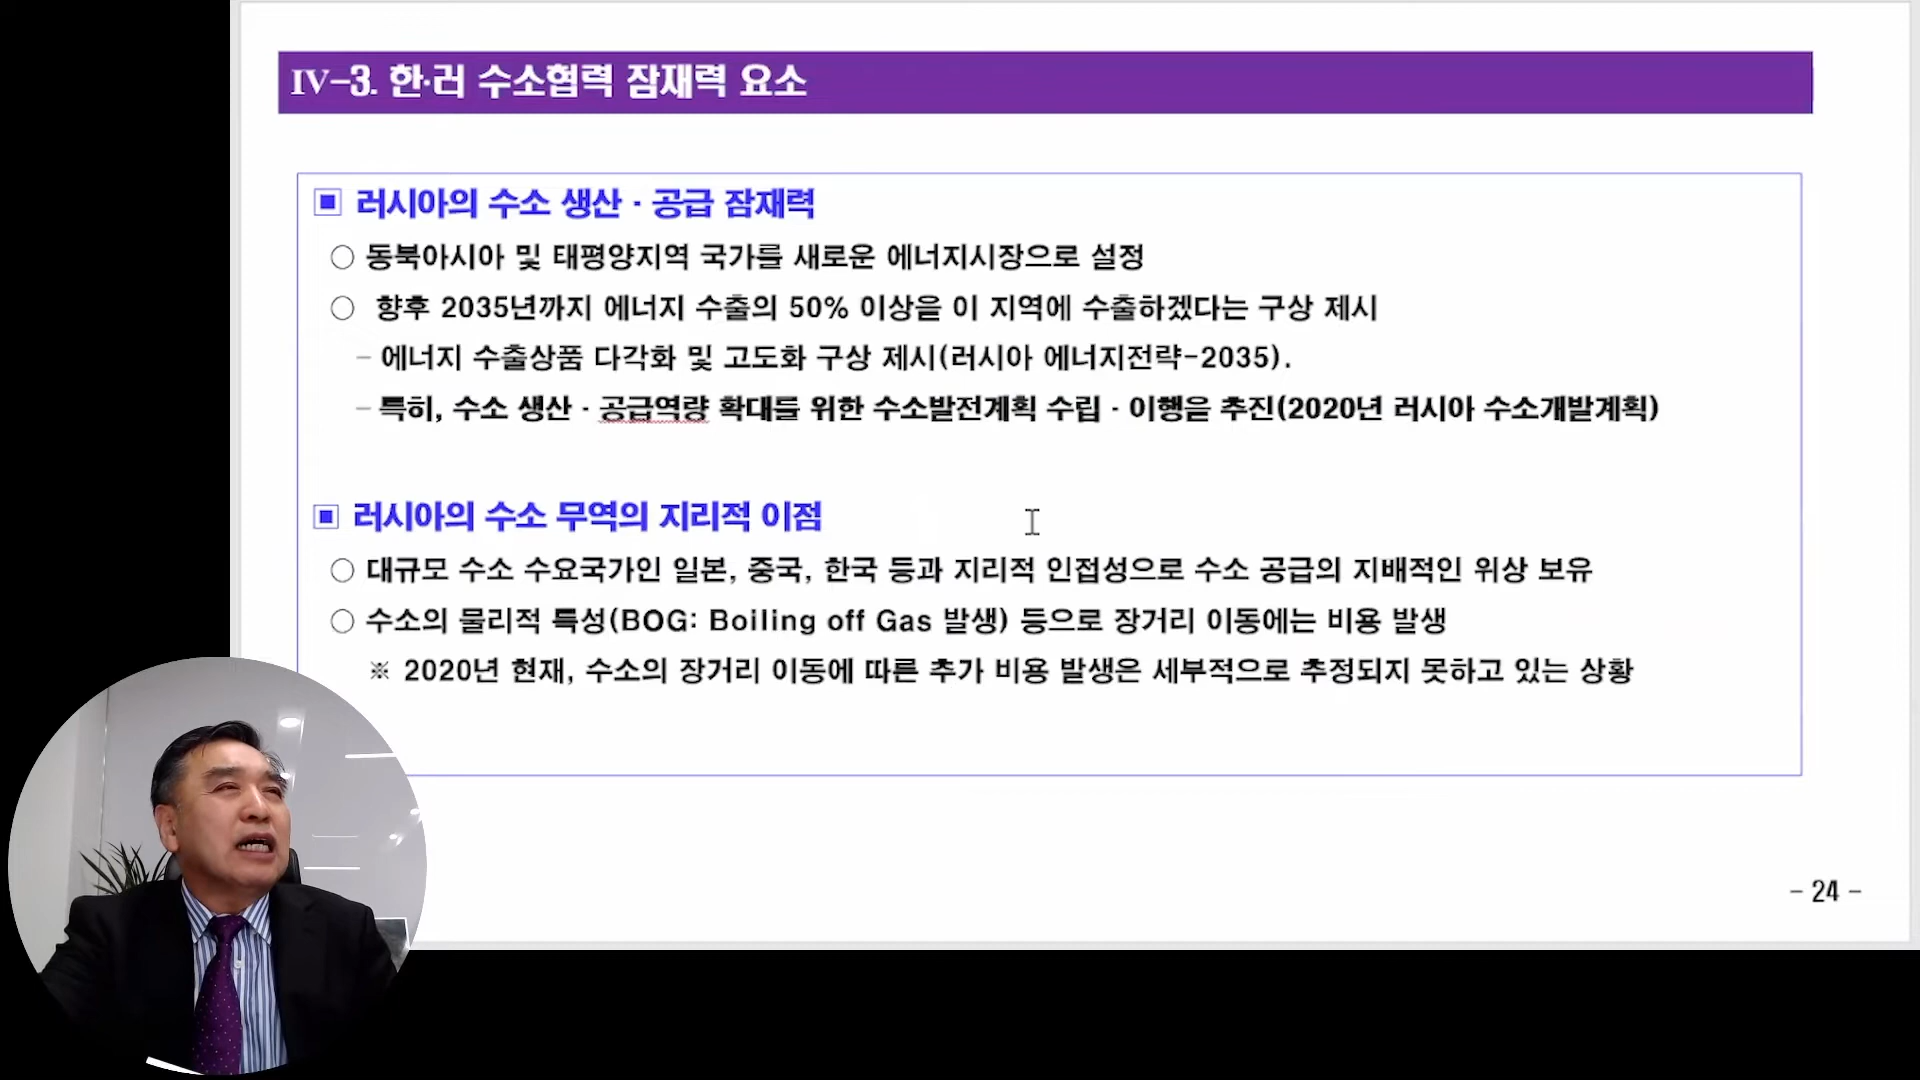 Ⅳ-3. 한·러 수소협력 잠재력 요소
▣ 러시아의 수소 생산·공급 잠재력
○ 동북아시아 및 태평양지역 국가를 새로운 에너지시장으로 설정
○ 향후 2035년까지 에너지 수출의 50% 이상을 이 지역에 수출하겠다는 구상 제시
- 에너지 수출상품 다각화 및 고도화 구상 제시(러시아 에너지전략-2035).
- 특히, 수소 생산·공급역량 확대를 위한 수소발전계획 수립·이행을 추진(2020년 러시아 수소개발계획)
▣ 러시아의 수소 무역의 지리적 이점
○ 대규모 수소 수요국가인 일본, 중국, 한국 등과 지리적 인접성으로 수소 공급의 지배적인 위상 보유
○ 수소의 물리적 특성(BOG: Boiling off Gas 발생) 등으로 장거리 이동에는 비용 발생
※ 2020년 현재, 수소의 장거리 이동에 따른 추가 비용 발생은 세부적으로 추정되지 못하고 있는 상황
- 24 -